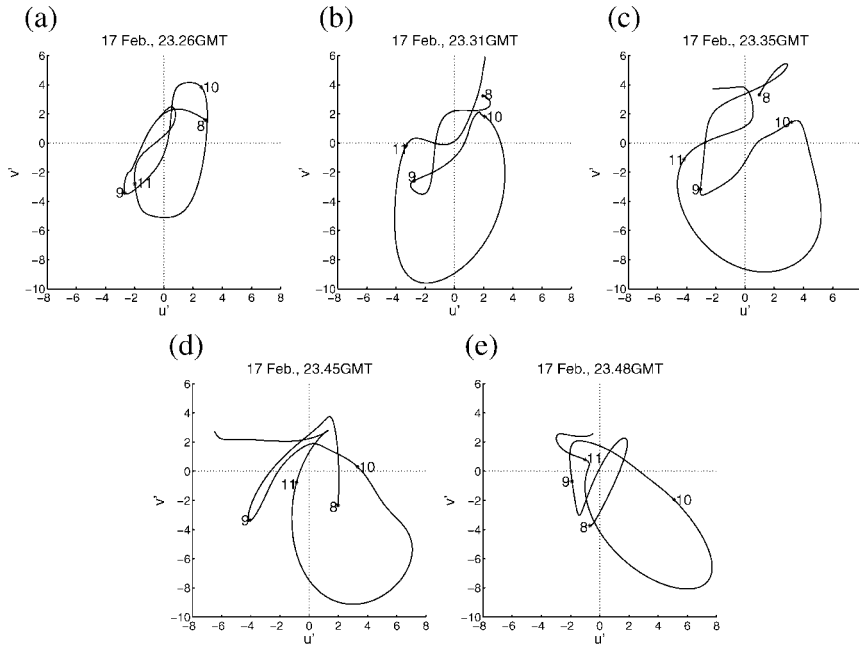 (a)
17 Feb., 23.26GMT
6
4
2
0
−2
−4
−6
−8
−10
v'
−8 −6 −4 −2 0 2 4 6 8
u'
8
9
10
11
(b)
17 Feb., 23.31GMT
6
4
2
0
−2
−4
−6
−8
−10
v'
−8 −6 −4 −2 0 2 4 6 8
u'
8
9
10
11
(c)
17 Feb., 23.35GMT
6
4
2
0
−2
−4
−6
−8
−10
v'
−8 −6 −4 −2 0 2 4 6 8
u'
8
9
10
11
(d)
17 Feb., 23.45GMT
6
4
2
0
−2
−4
−6
−8
−10
v'
−8 −6 −4 −2 0 2 4 6 8
u'
8
9
10
11
(e)
17 Feb., 23.48GMT
6
4
2
0
−2
−4
−6
−8
−10
v'
−8 −6 −4 −2 0 2 4 6 8
u'
8
9
10
11